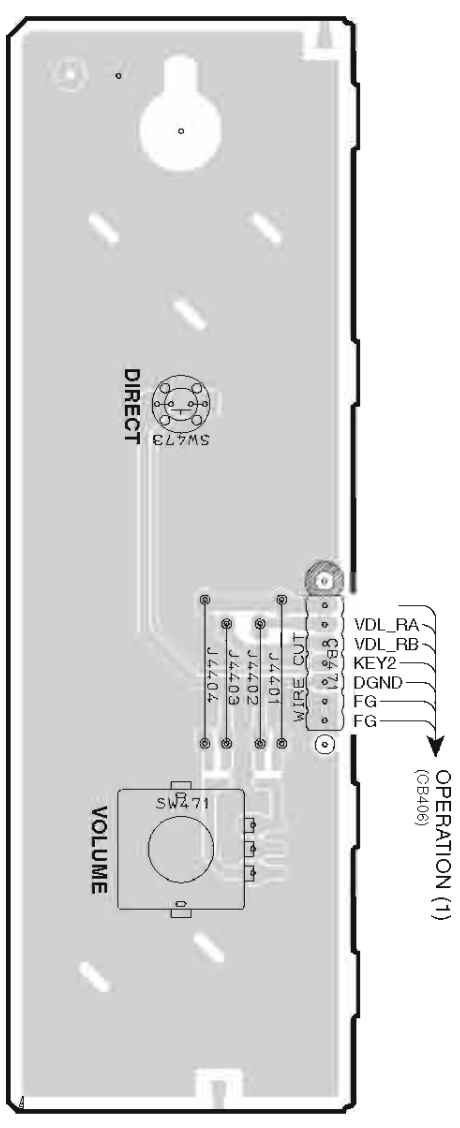 DIRECT
SW473
J4404
J4403
J4402
J4401
WIRE CUT
CB471
VDL_RA
VDL_RB
KEY2
DGND
FG
FG
OPERATION (1)
(CB406)
VOLUME
SW471